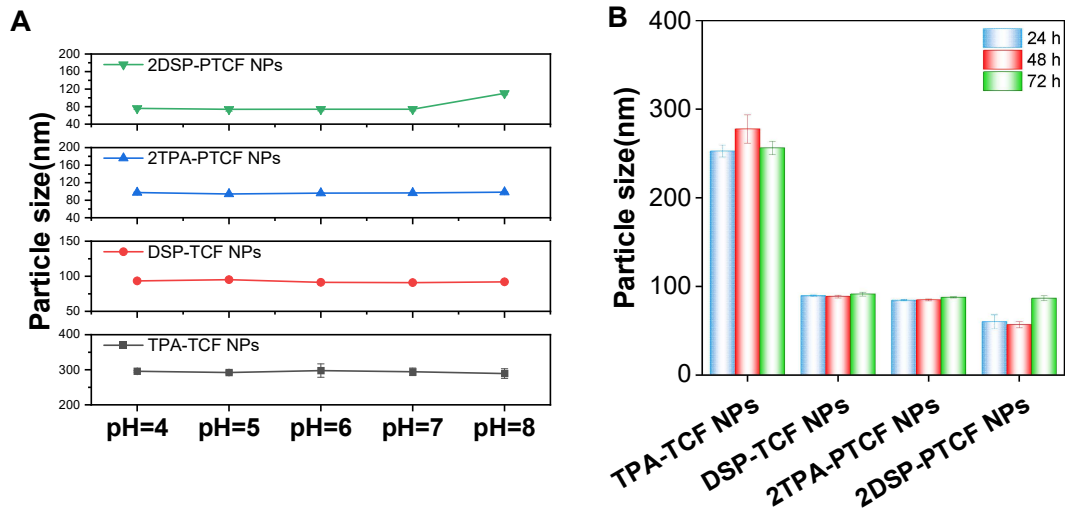 A
Particle size(nm)
200
160
120
80
40
2DSP-PTCF NPs
200
160
120
80
40
2TPA-PTCF NPs
150
100
50
DSP-TCF NPs
400
300
200
TPA-TCF NPs
pH=4 pH=5 pH=6 pH=7 pH=8
B
Particle size (nm)
400
300
200
100
0
24 h
48 h
72 h
TPA-TCF NPs
DSP-TCF NPs
2TPA-PTCF NPs
2DSP-PTCF NPs